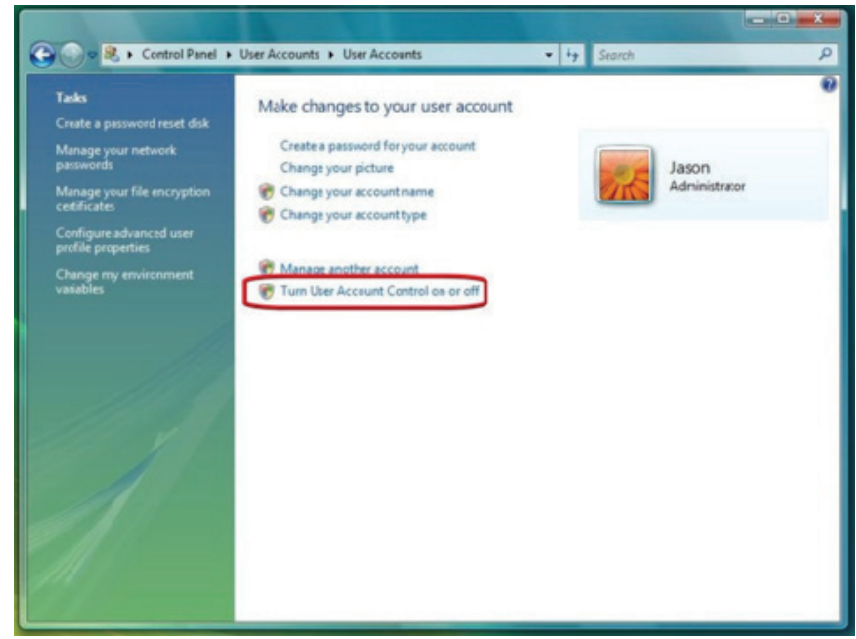 Control Panel ▸ User Accounts ▸ User Accounts
Search
Tasks
Create a password reset disk
Manage your network
passwords
Manage your file encryption
certificates
Configure advanced user
profile properties
Change my environment
variables
Make changes to your user account
Create a password for your account
Change your picture
Change your account name
Change your account type
Manage another account
Turn User Account Control on or off
Jason
Administrator